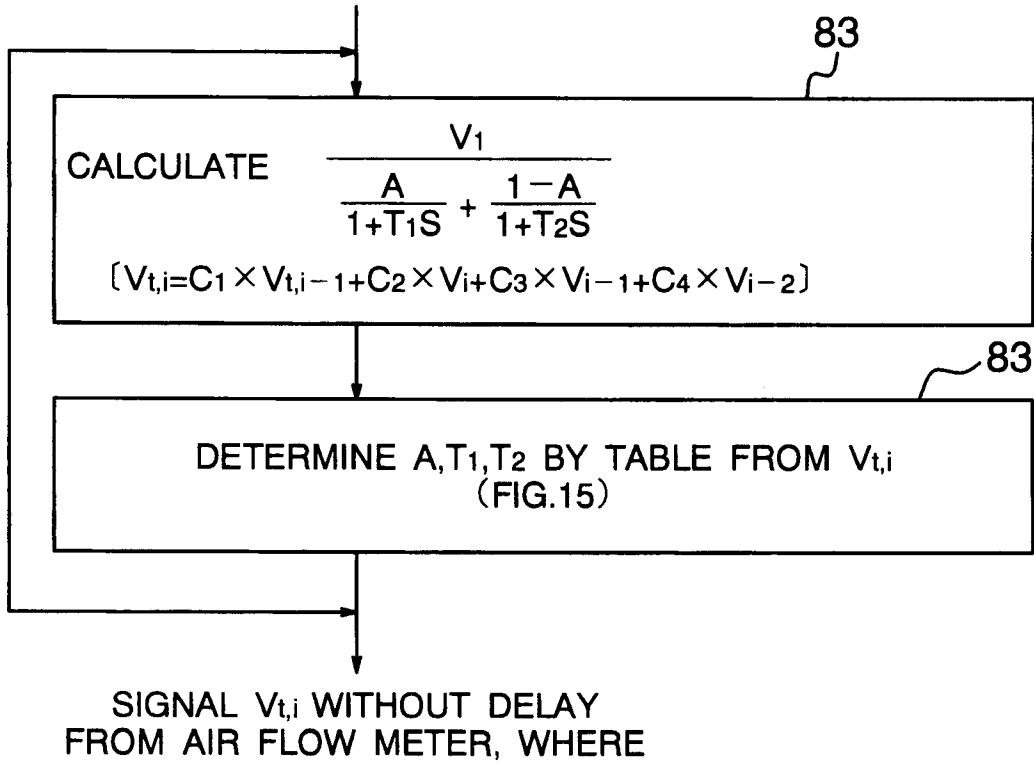 83
CALCULATE V1 / (A / (1+T1S) + (1-A) / (1+T2S))
[Vt,i=C1×Vt,i-1+C2×Vi+C3×Vi-1+C4×Vi-2]
83
DETERMINE A,T1,T2 BY TABLE FROM Vt,i
(FIG.15)
SIGNAL Vt,i WITHOUT DELAY
FROM AIR FLOW METER, WHERE